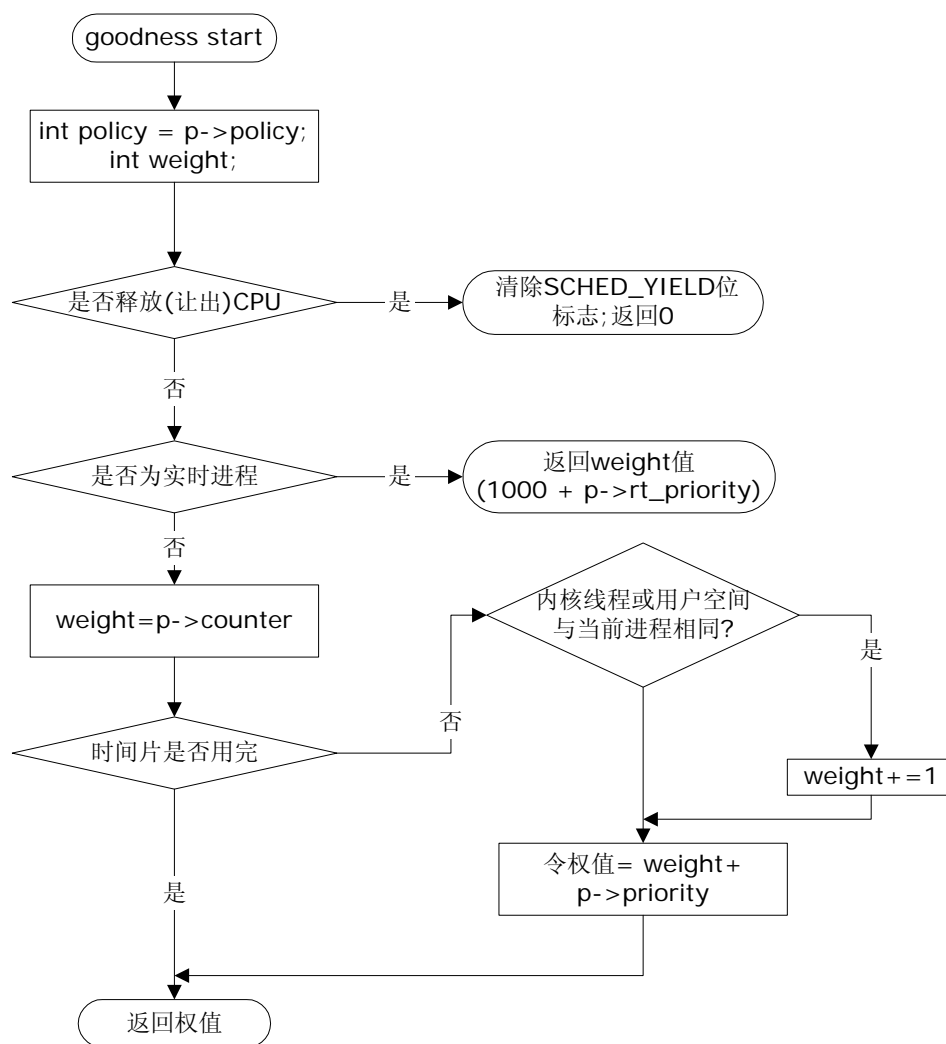 goodness start
int policy = p->policy;
int weight;
是否释放(让出)CPU
是
清除SCHED_YIELD位
标志;返回0
否
是否为实时进程
是
返回weight值
(1000 + p->rt_priority)
否
weight=p->counter
内核线程或用户空间
与当前进程相同?
是
否
时间片是否用完
weight+=1
令权值= weight+
p->priority
是
返回权值